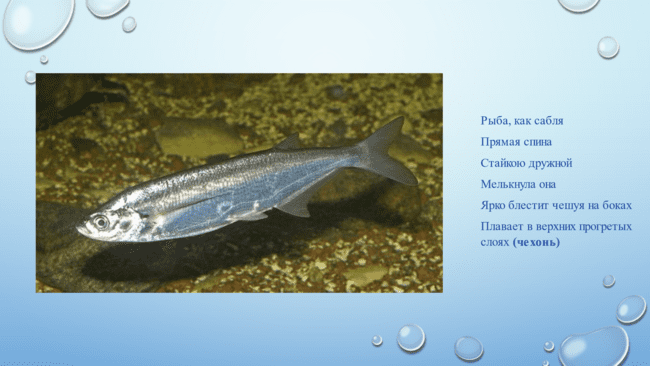 Рыба, как сабля
Прямая спина
Стайкою дружной
Мелькнула она
Ярко блестит чешуя на боках
Плавает в верхних прогретых
слоях (чехонь)